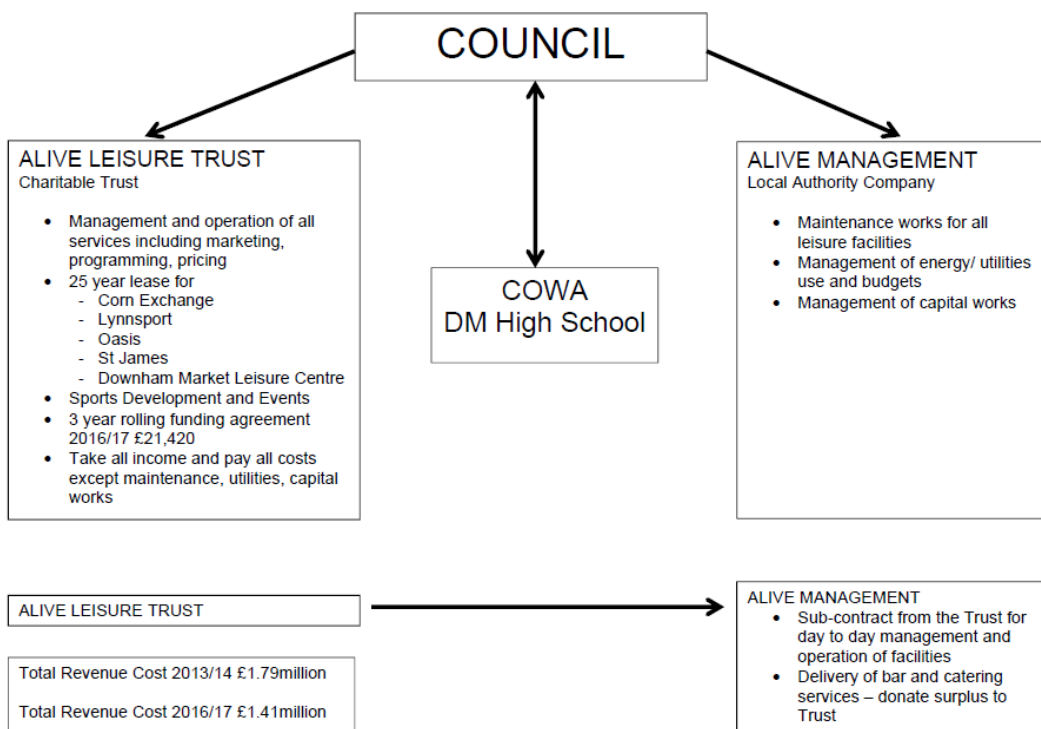 COUNCIL
ALIVE LEISURE TRUST
Charitable Trust
• Management and operation of all
services including marketing,
programming, pricing
• 25 year lease for
- Corn Exchange
- Lynnsport
- Oasis
- St James
- Downham Market Leisure Centre
• Sports Development and Events
• 3 year rolling funding agreement
2016/17 £21,420
• Take all income and pay all costs
except maintenance, utilities, capital
works
COWA
DM High School
ALIVE MANAGEMENT
Local Authority Company
• Maintenance works for all
leisure facilities
• Management of energy/ utilities
use and budgets
• Management of capital works
ALIVE LEISURE TRUST
Total Revenue Cost 2013/14 £1.79million
Total Revenue Cost 2016/17 £1.41million
ALIVE MANAGEMENT
• Sub-contract from the Trust for
day to day management and
operation of facilities
• Delivery of bar and catering
services – donate surplus to
Trust